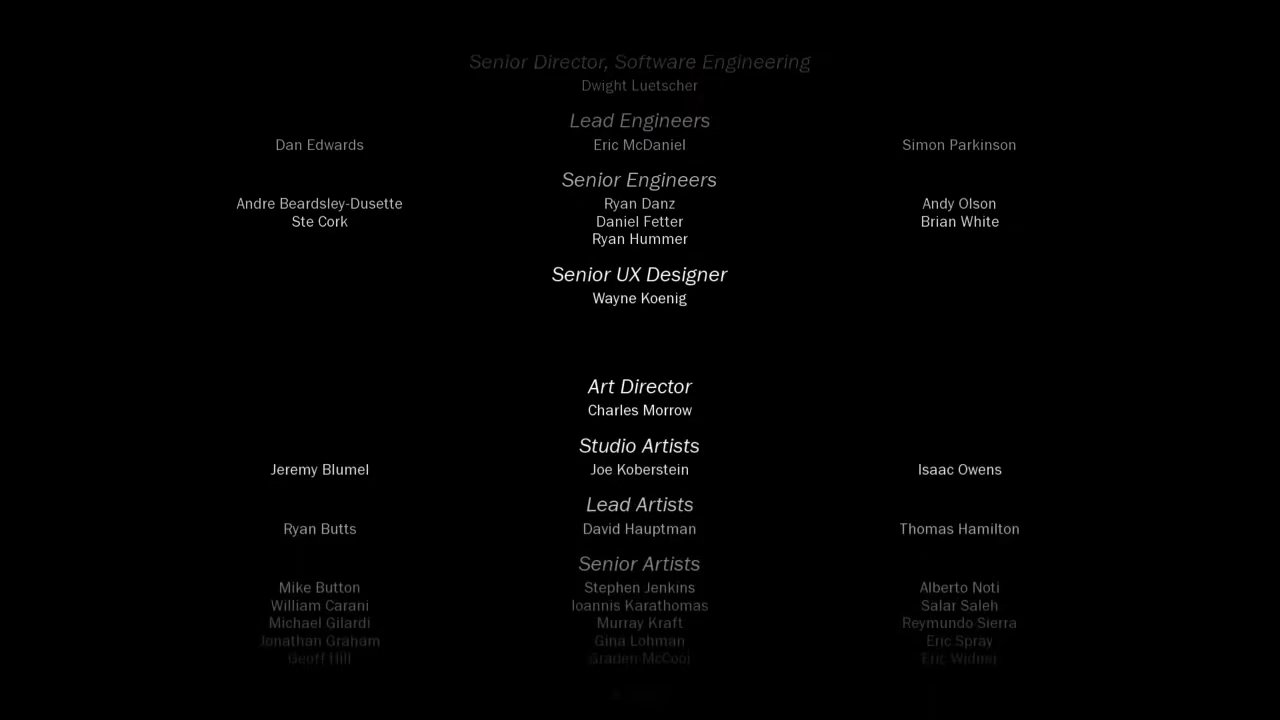 Senior Director, Software Engineering
Dwight Luetscher
Lead Engineers
Dan Edwards Eric McDaniel Simon Parkinson
Senior Engineers
Andre Beardsley-Dusette Ryan Danz Andy Olson
Ste Cork Daniel Fetter Brian White
Ryan Hummer
Senior UX Designer
Wayne Koenig
Art Director
Charles Morrow
Studio Artists
Jeremy Blumel Joe Koberstein Isaac Owens
Lead Artists
Ryan Butts David Hauptman Thomas Hamilton
Senior Artists
Mike Button Stephen Jenkins Alberto Noti
William Carani Ioannis Karathomas Salar Saleh
Michael Gilardi Murray Kraft Reymundo Sierra
Jonathan Graham Gina Lohman Eric Spray
Geoff Hill Eric